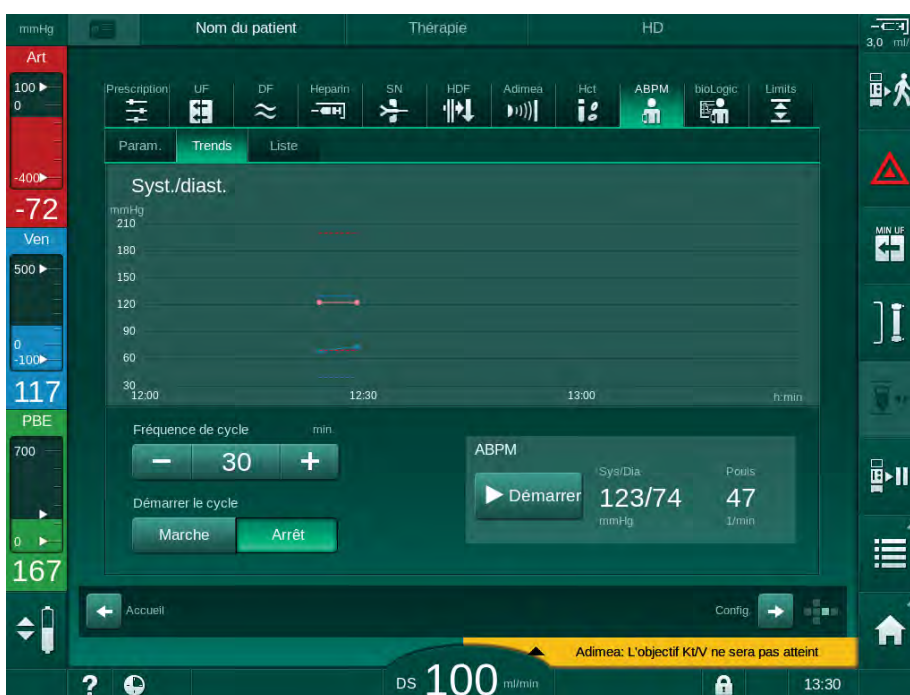 mmHg
Nom du patient
Thérapie
HD
3,0 ml/
Art
100
0
-400
-72
Ven
500
0
-100
117
PBE
700
0
167
Prescription
UF
DF
Heparin
SN
HDF
Adimea
Hct
ABPM
bioLogic
Limits
Param.
Trends
Liste
Syst./diast.
mmHg
210
180
150
120
90
60
30
12:00
12:30
13:00
h:min
Fréquence de cycle
min.
30
Démarrer le cycle
Marche
Arrêt
ABPM
Démarrer
Sys/Dia
123/74
mmHg
Pouls
47
1/min
MIN UF
Accueil
Config.
Adimea: L'objectif Kt/V ne sera pas atteint
?
DS 100 ml/min
13:30